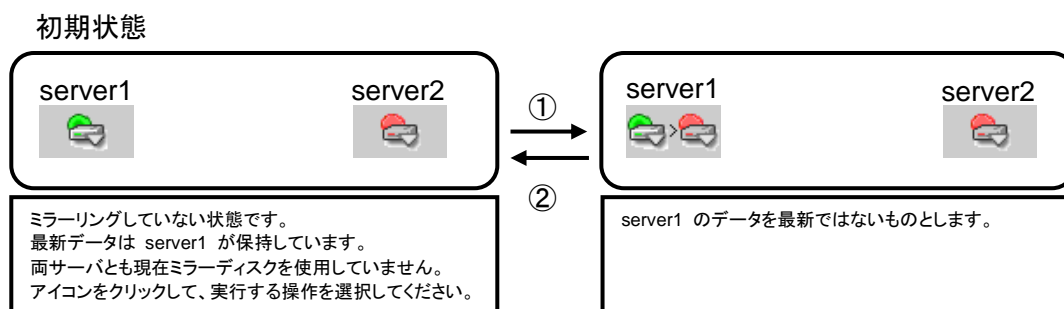 初期状態
server1
server2
①
②
ミラーリングしていない状態です。
最新データは server1 が保持しています。
両サーバとも現在ミラーディスクを使用していません。
アイコンをクリックして、実行する操作を選択してください。
server1
>
server2
server1 のデータを最新ではないものとします。